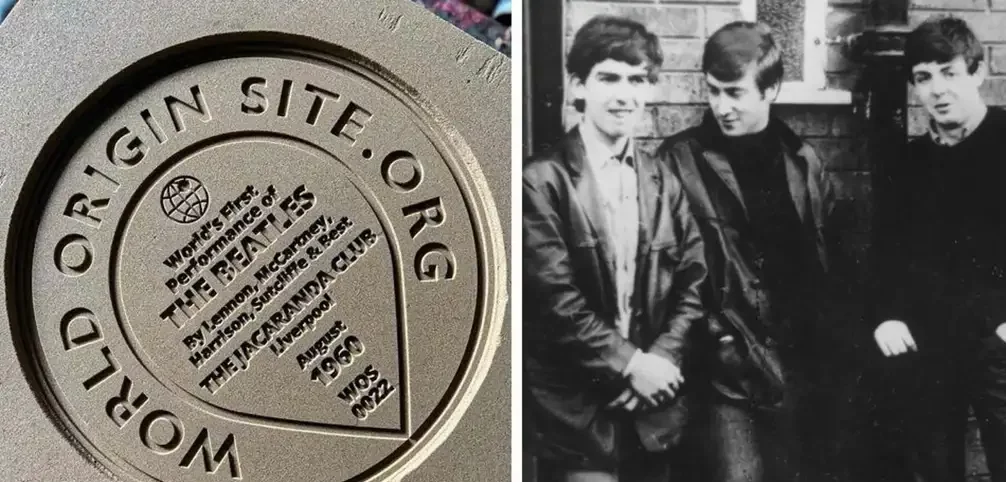 WORLD ORIGIN SITE.ORG
World's First
Performance of
THE BEATLES
By Lennon, McCartney,
Harrison, Sutcliffe & Best
THE JACARANDA CLUB
Liverpool
August
1960
WOS
0022